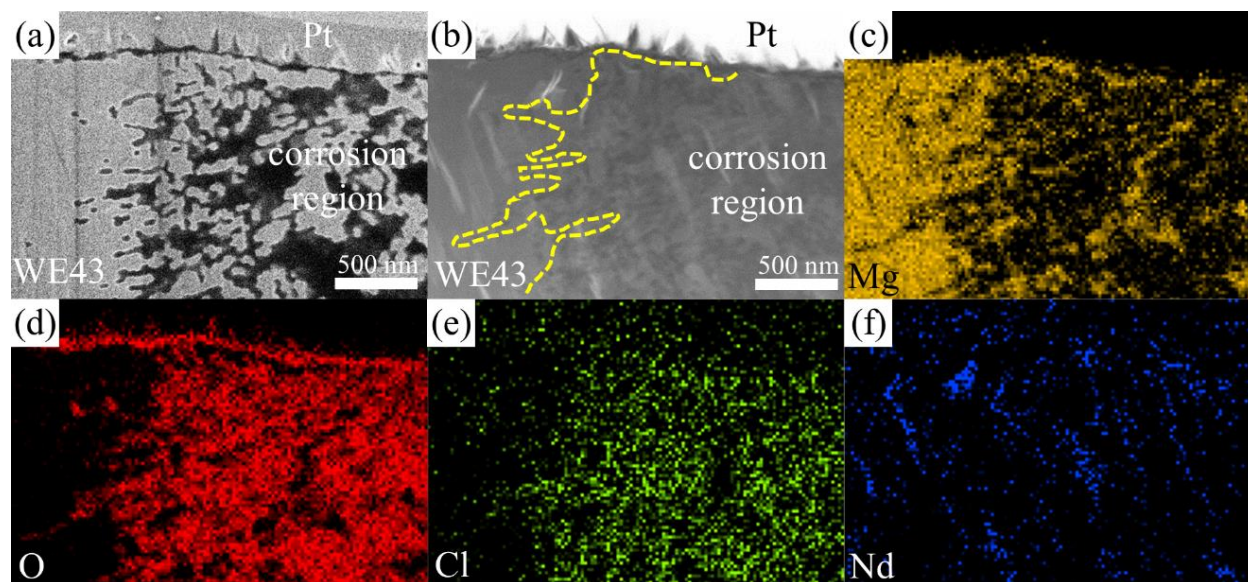 (a)
Pt
corrosion
region
WE43
500 nm
(b)
Pt
corrosion
region
WE43
500 nm
(c)
Mg
(d)
O
(e)
Cl
(f)
Nd